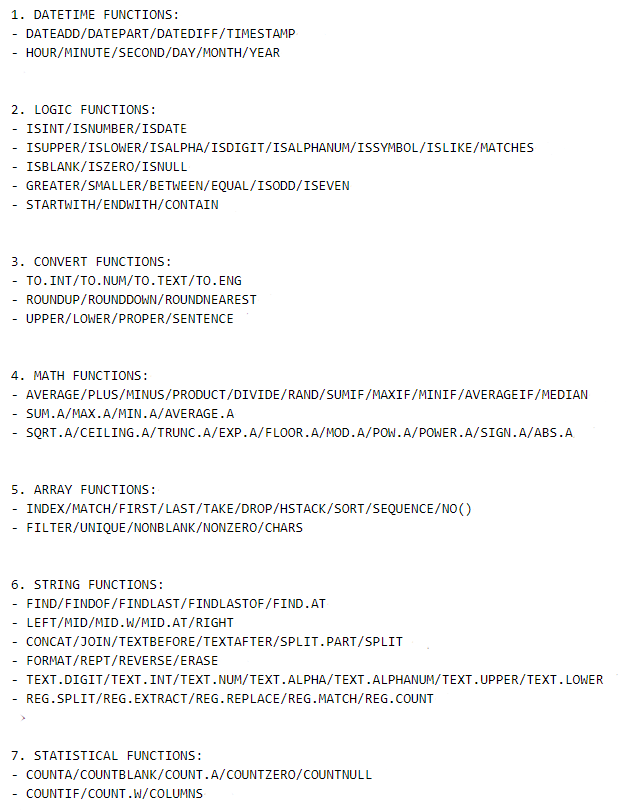 1. DATETIME FUNCTIONS:
- DATEADD/DATEPART/DATEDIFF/TIMESTAMP
- HOUR/MINUTE/SECOND/DAY/MONTH/YEAR
2. LOGIC FUNCTIONS:
- ISINT/ISNUMBER/ISDATE
- ISUPPER/ISLOWER/ISALPHA/ISDIGIT/ISALPHANUM/ISSYMBOL/ISLIKE/MATCHES
- ISBLANK/ISZERO/ISNULL
- GREATER/SMALLER/BETWEEN/EQUAL/ISODD/ISEVEN
- STARTWITH/ENDWITH/CONTAIN
3. CONVERT FUNCTIONS:
- TO.INT/TO.NUM/TO.TEXT/TO.ENG
- ROUNDUP/ROUNDDOWN/ROUNDNEAREST
- UPPER/LOWER/PROPER/SENTENCE
4. MATH FUNCTIONS:
- AVERAGE/PLUS/MINUS/PRODUCT/DIVIDE/RAND/SUMIF/MAXIF/MINIF/AVERAGEIF/MEDIAN
- SUM.A/MAX.A/MIN.A/AVERAGE.A
- SQRT.A/CEILING.A/TRUNC.A/EXP.A/FLOOR.A/MOD.A/POW.A/POWER.A/SIGN.A/ABS.A
5. ARRAY FUNCTIONS:
- INDEX/MATCH/FIRST/LAST/TAKE/DROP/HSTACK/SORT/SEQUENCE/NO()
- FILTER/UNIQUE/NONBLANK/NONZERO/CHARS
6. STRING FUNCTIONS:
- FIND/FINDOF/FINDLAST/FINDLASTOF/FIND.AT
- LEFT/MID/MID.W/MID.AT/RIGHT
- CONCAT/JOIN/TEXTBEFORE/TEXTAFTER/SPLIT.PART/SPLIT
- FORMAT/REPT/REVERSE/ERASE
- TEXT.DIGIT/TEXT.INT/TEXT.NUM/TEXT.ALPHA/TEXT.ALPHANUM/TEXT.UPPER/TEXT.LOWER
- REG.SPLIT/REG.EXTRACT/REG.REPLACE/REG.MATCH/REG.COUNT
7. STATISTICAL FUNCTIONS:
- COUNTA/COUNTBLANK/COUNT.A/COUNTZERO/COUNTNULL
- COUNTIF/COUNT.W/COLUMNS